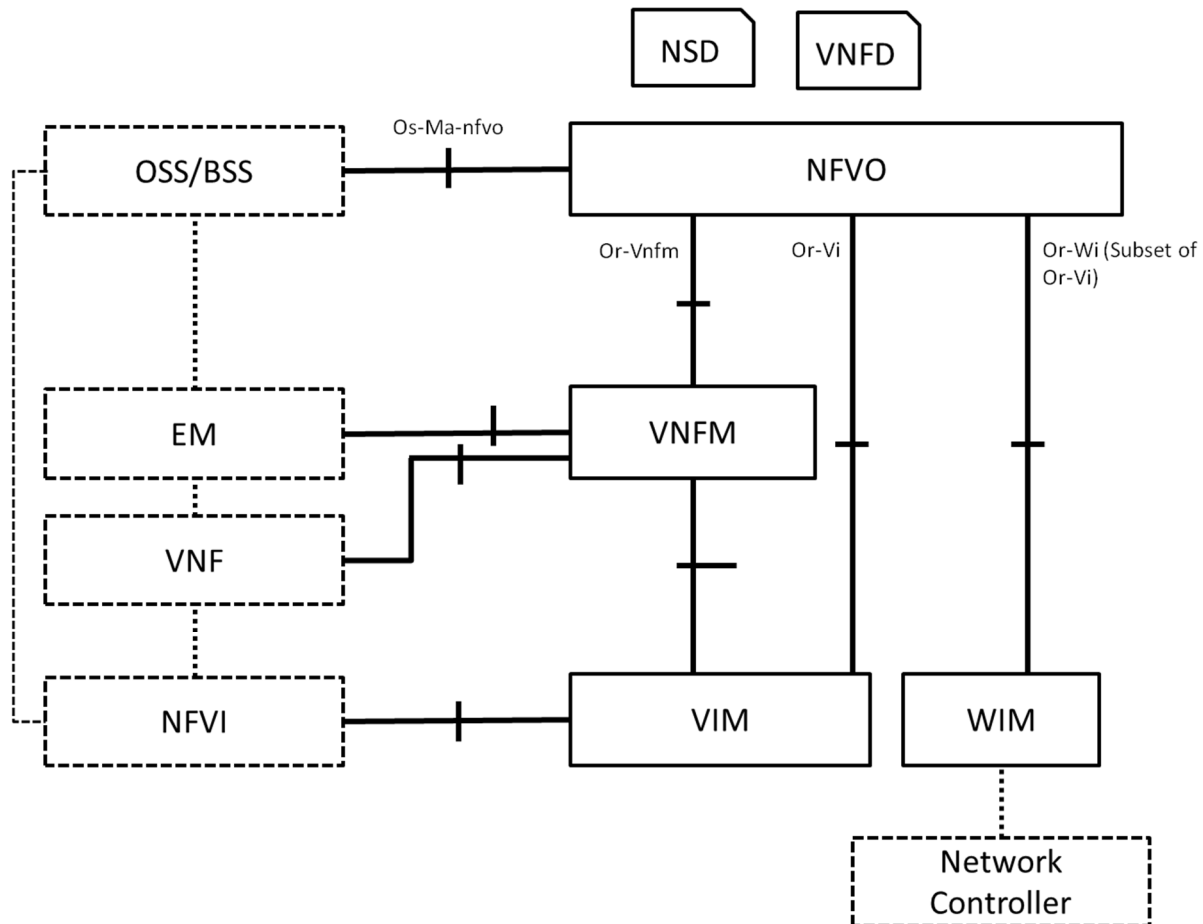 NSD
VNFD
Os-Ma-nfvo
OSS/BSS
NFVO
Or-Vnfm
Or-Vi
Or-Wi (Subset of
Or-Vi)
EM
VNFM
VNF
NFVI
VIM
WIM
Network
Controller